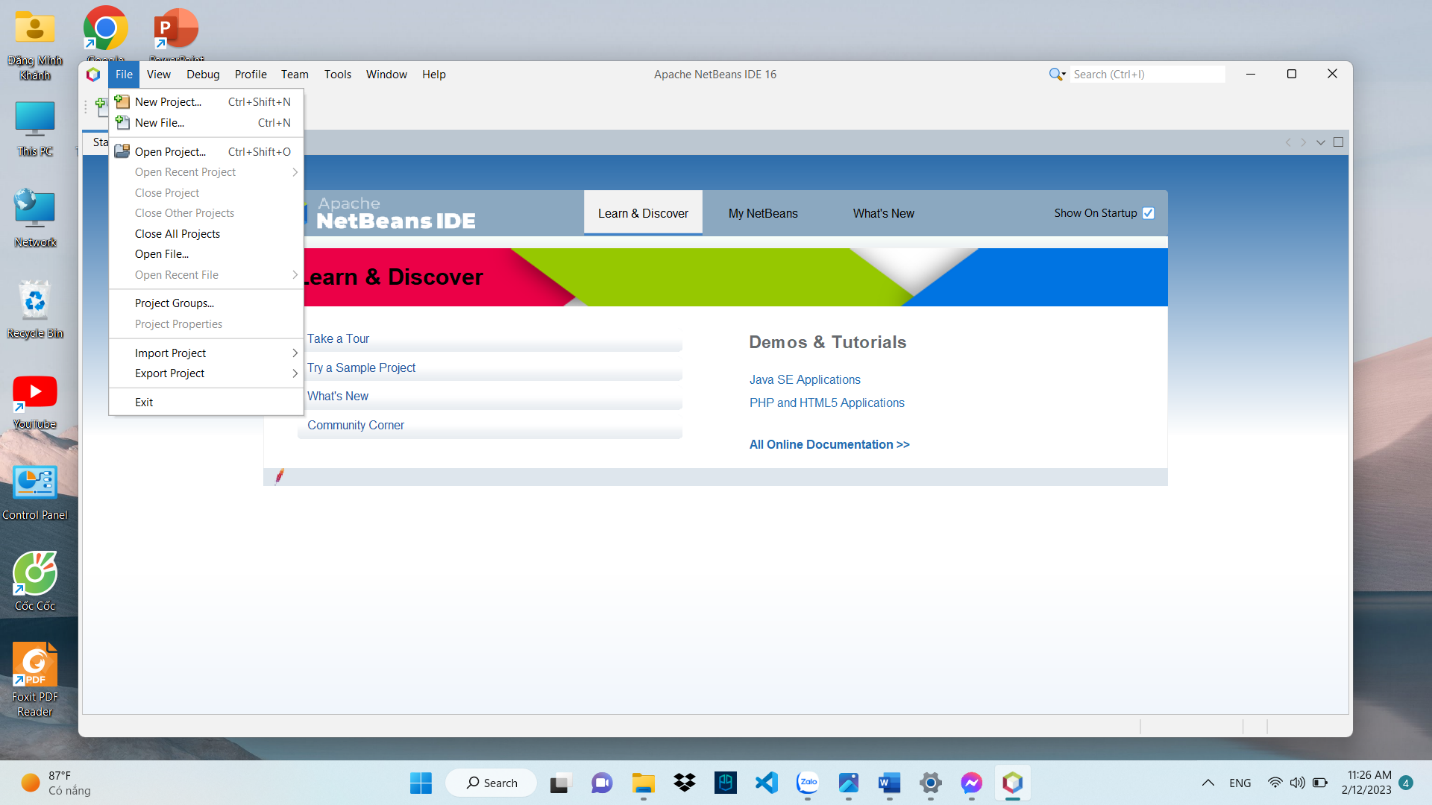 Đặng Minh
Khánh
Google
PowerPoint
This PC
Network
Recycle Bin
YouTube
Control Panel
Cốc Cốc
Foxit PDF
Reader
File View Debug Profile Team Tools Window Help
Apache NetBeans IDE 16
Search (Ctrl+I)
New Project... Ctrl+Shift+N
New File... Ctrl+N
Open Project... Ctrl+Shift+O
Open Recent Project
Close Project
Close Other Projects
Close All Projects
Open File...
Open Recent File
Project Groups...
Project Properties
Import Project
Export Project
Exit
Sta
Apache
NetBeans IDE
Learn & Discover
My NetBeans
What's New
Show On Startup
Learn & Discover
Take a Tour
Try a Sample Project
What's New
Community Corner
Demos & Tutorials
Java SE Applications
PHP and HTML5 Applications
All Online Documentation >>
87°F
Có nắng
Search
Zalo
ENG
11:26 AM
2/12/2023
4